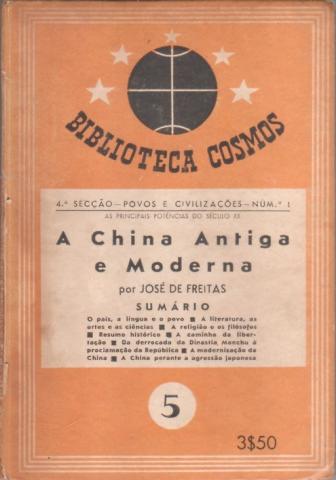 BIBLIOTECA COSMOS
4.ª SECÇÃO — POVOS E CIVILIZAÇÕES — NÚM.º 1
AS PRINCIPAIS POTÊNCIAS DO SÉCULO XX
A China Antiga
e Moderna
por JOSÉ DE FREITAS
SUMÁRIO
O país, a língua e o povo ■ A literatura, as
artes e as ciências ■ A religião e os filósofos
■ Resumo histórico ■ A caminho da liber-
tação ■ Da derrocada da Dinastia Manchu à
proclamação da República ■ A modernização da
China ■ A China perante a agressão japonesa
5
3$50